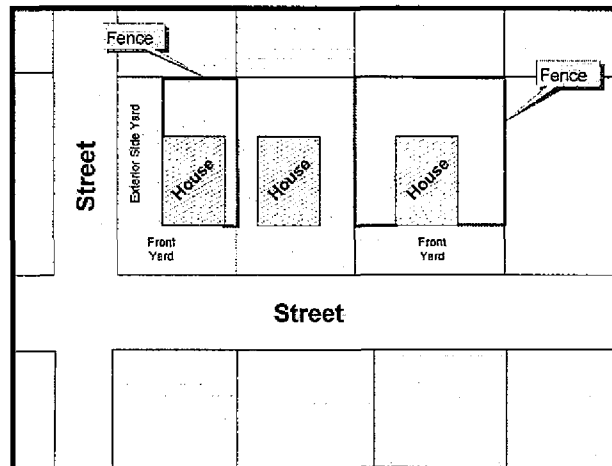 Fence
Fence
Exterior Side Yard
Street
House
House
House
Front
Yard
Front
Yard
Street